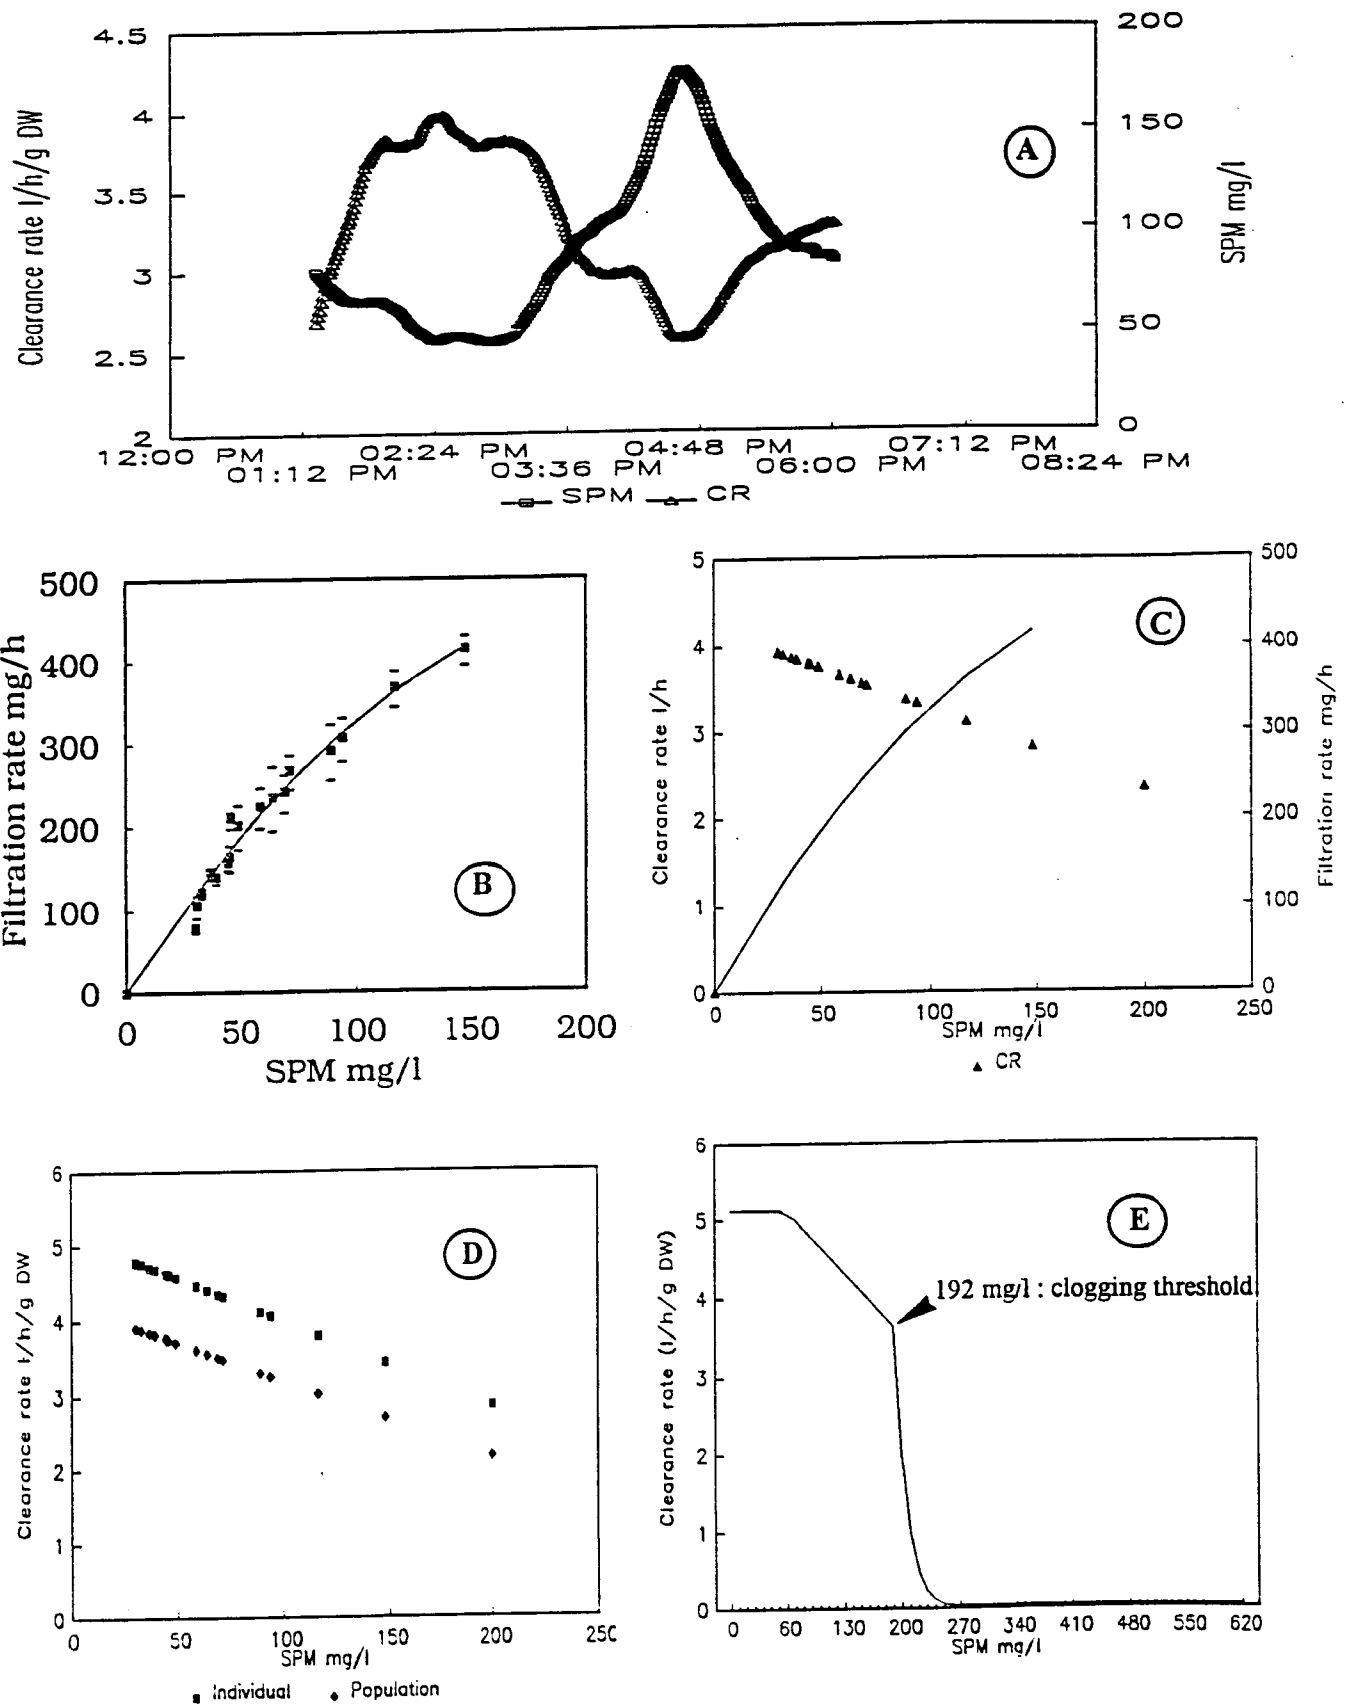 4.5
4
3.5
3
2.5
2
Clearance rate l/h/g DW
200
150
100
50
0
SPM mg/l
A
12:00 PM
01:12 PM
02:24 PM
03:36 PM
04:48 PM
06:00 PM
07:12 PM
08:24 PM
SPM CR
500
400
300
200
100
0
Filtration rate mg/h
B
0 50 100 150 200
SPM mg/l
5
4
3
2
1
0
Clearance rate l/h
C
500
400
300
200
100
0
Filtration rate mg/h
0 50 100 150 200 250
SPM mg/l
CR
6
5
4
3
2
1
0
Clearance rate l/h/g DW
D
0 50 100 150 200 250
SPM mg/l
Individual Population
6
5
4
3
2
1
0
Clearance rate (l/h/g DW)
E
192 mg/l : clogging threshold
0 60 130 200 270 340 410 480 550 620
SPM mg/l